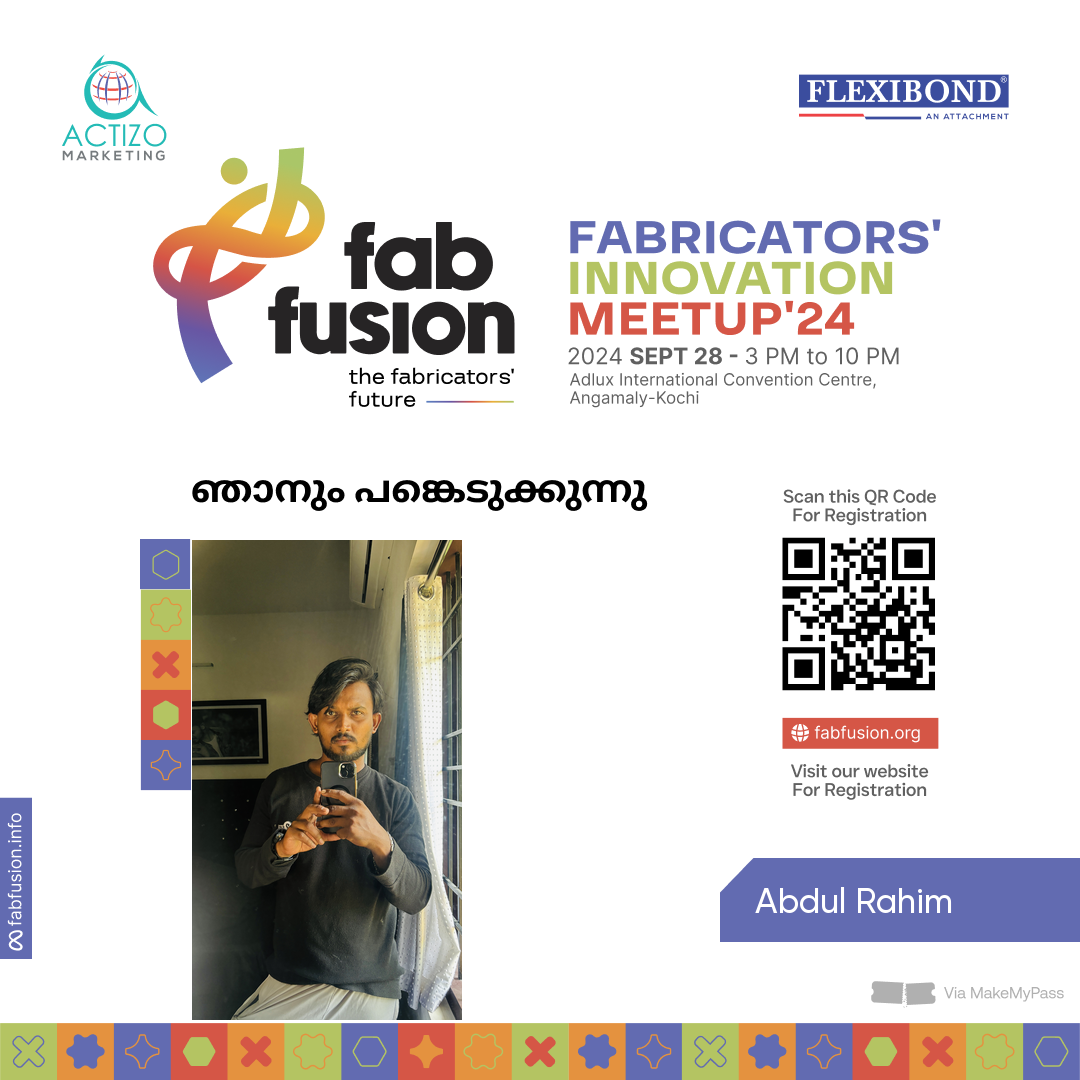 ACTIZO
MARKETING
FLEXIBOND®
AN ATTACHMENT
fab
fusion
the fabricators'
future
FABRICATORS'
INNOVATION
MEETUP'24
2024 SEPT 28 - 3 PM to 10 PM
Adlux International Convention Centre,
Angamaly-Kochi
ഞാനും പങ്കെടുക്കുന്നു
Scan this QR Code
For Registration
fabfusion.org
Visit our website
For Registration
fabfusion.info
Abdul Rahim
Via MakeMyPass